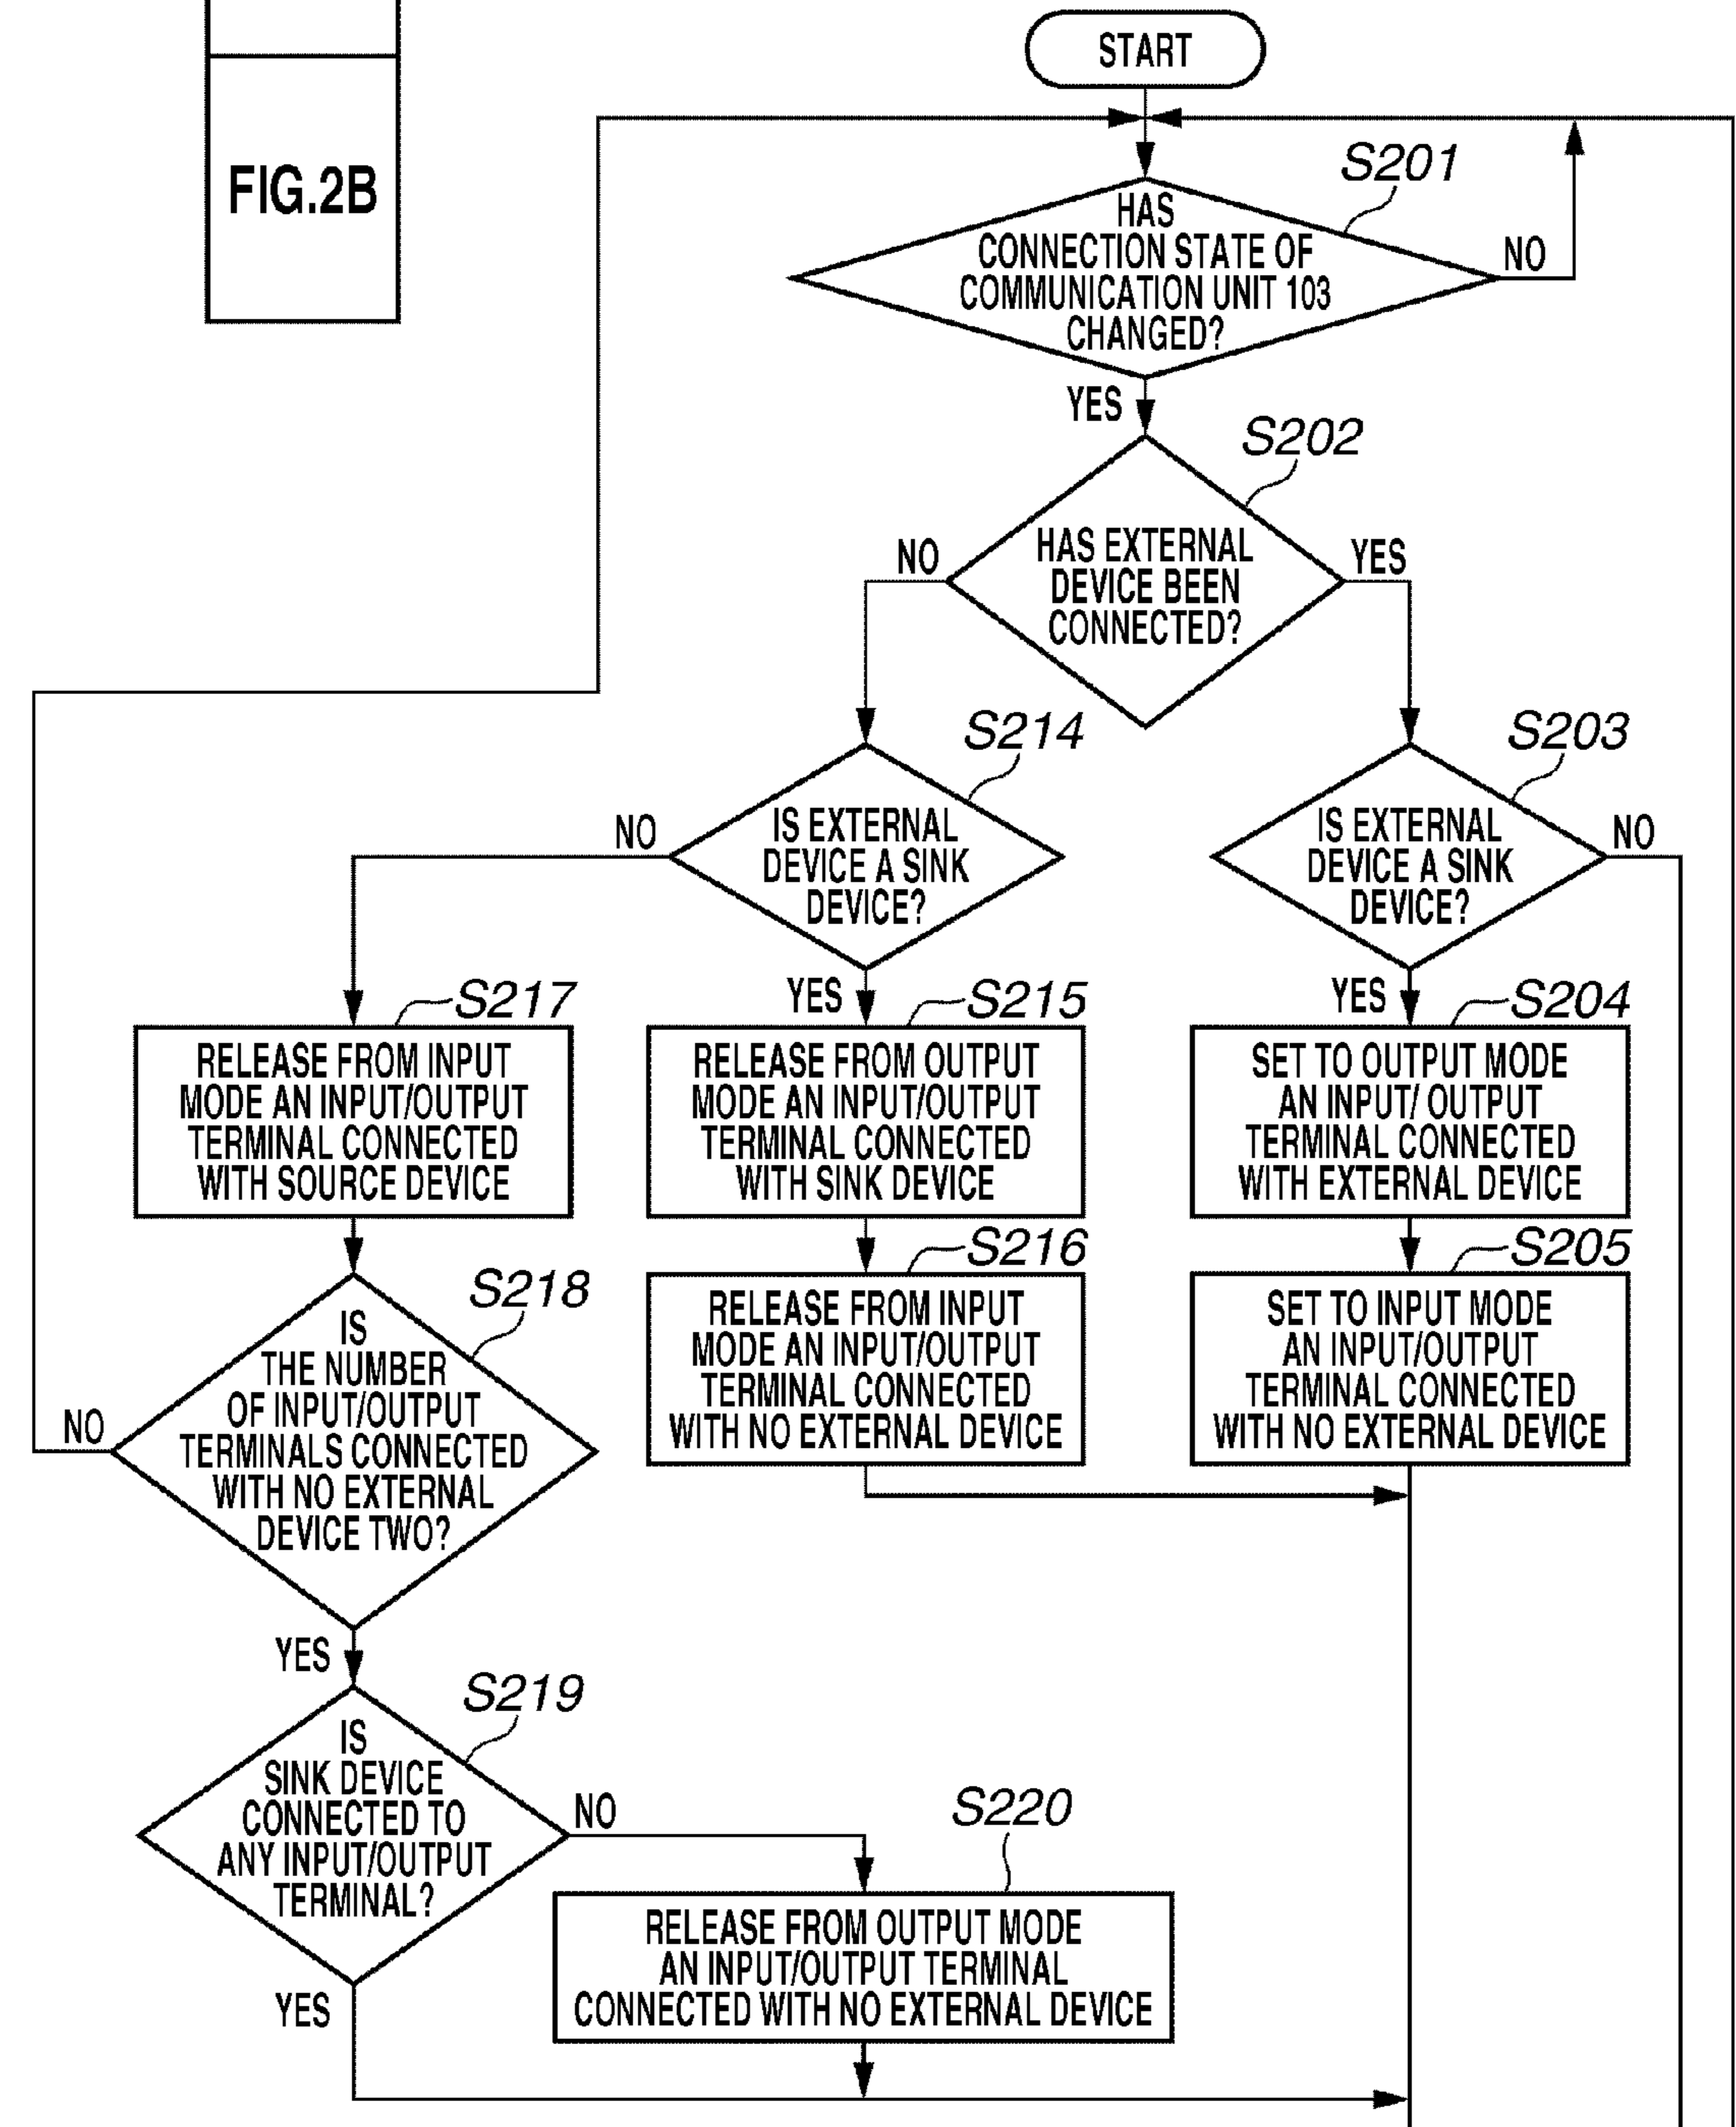 FIG.2B
START
S201
HAS
CONNECTION STATE OF
COMMUNICATION UNIT 103
CHANGED?
NO
YES
S202
HAS EXTERNAL
DEVICE BEEN
CONNECTED?
NO
YES
S214
IS EXTERNAL
DEVICE A SINK
DEVICE?
NO
YES
S203
IS EXTERNAL
DEVICE A SINK
DEVICE?
NO
YES
S217
RELEASE FROM INPUT
MODE AN INPUT/OUTPUT
TERMINAL CONNECTED
WITH SOURCE DEVICE
S215
RELEASE FROM OUTPUT
MODE AN INPUT/OUTPUT
TERMINAL CONNECTED
WITH SINK DEVICE
S204
SET TO OUTPUT MODE
AN INPUT/ OUTPUT
TERMINAL CONNECTED
WITH EXTERNAL DEVICE
S216
RELEASE FROM INPUT
MODE AN INPUT/OUTPUT
TERMINAL CONNECTED
WITH NO EXTERNAL DEVICE
S205
SET TO INPUT MODE
AN INPUT/OUTPUT
TERMINAL CONNECTED
WITH NO EXTERNAL DEVICE
S218
IS
THE NUMBER
OF INPUT/OUTPUT
TERMINALS CONNECTED
WITH NO EXTERNAL
DEVICE TWO?
NO
YES
S219
IS
SINK DEVICE
CONNECTED TO
ANY INPUT/OUTPUT
TERMINAL?
NO
YES
S220
RELEASE FROM OUTPUT MODE
AN INPUT/OUTPUT TERMINAL
CONNECTED WITH NO EXTERNAL DEVICE